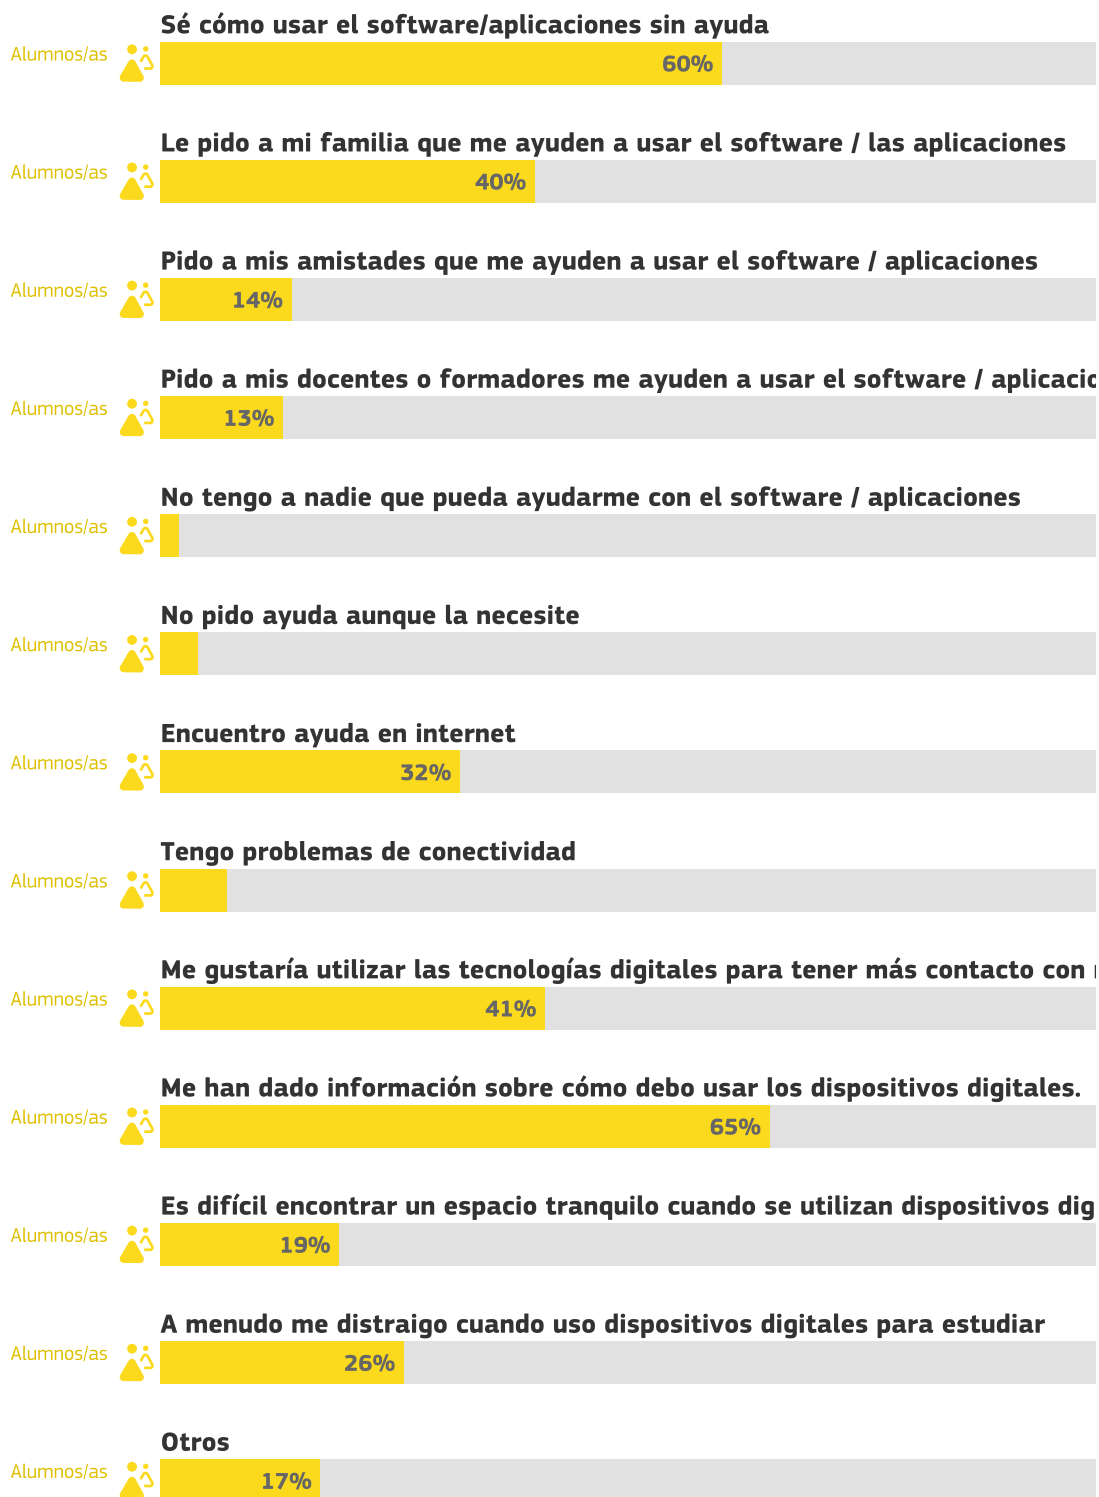 Sé cómo usar el software/aplicaciones sin ayuda
Alumnos/as
60%
Le pido a mi familia que me ayuden a usar el software / las aplicaciones
Alumnos/as
40%
Pido a mis amistades que me ayuden a usar el software / aplicaciones
Alumnos/as
14%
Pido a mis docentes o formadores me ayuden a usar el software /
Alumnos/as
13%
No tengo a nadie que pueda ayudarme con el software / aplicaciones
Alumnos/as
No pido ayuda aunque la necesite
Alumnos/as
Encuentro ayuda en internet
Alumnos/as
32%
Tengo problemas de conectividad
Alumnos/as
Me gustaría utilizar las tecnologías digitales para tener más contacto con
Alumnos/as
41%
Me han dado información sobre cómo debo usar los dispositivos digitales.
Alumnos/as
65%
Es difícil encontrar un espacio tranquilo cuando se utilizan dispositivos
Alumnos/as
19%
A menudo me distraigo cuando uso dispositivos digitales para estudiar
Alumnos/as
26%
Otros
Alumnos/as
17%